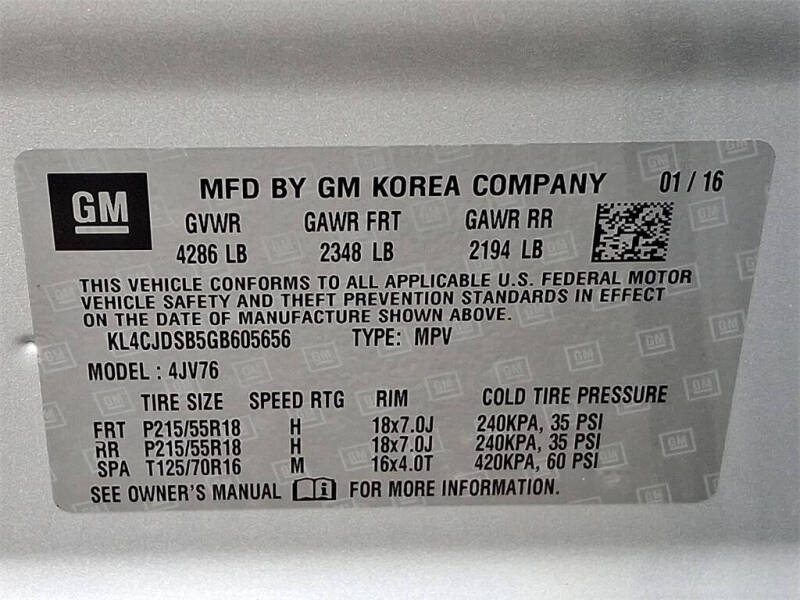 GM MFD BY GM KOREA COMPANY 01 / 16
GVWR GAWR FRT GAWR RR
4286 LB 2348 LB 2194 LB
THIS VEHICLE CONFORMS TO ALL APPLICABLE U.S. FEDERAL MOTOR
VEHICLE SAFETY AND THEFT PREVENTION STANDARDS IN EFFECT
ON THE DATE OF MANUFACTURE SHOWN ABOVE.
KL4CJDSB5GB605656 TYPE: MPV
MODEL : 4JV76
TIRE SIZE SPEED RTG RIM COLD TIRE PRESSURE
FRT P215/55R18 H 18x7.0J 240KPA, 35 PSI
RR P215/55R18 H 18x7.0J 240KPA, 35 PSI
SPA T125/70R16 M 16x4.0T 420KPA, 60 PSI
SEE OWNER'S MANUAL FOR MORE INFORMATION.